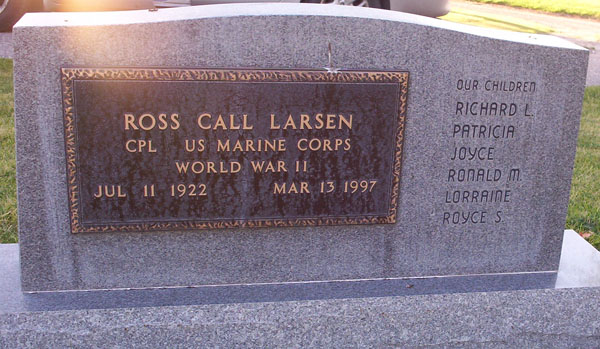 ROSS CALL LARSEN
CPL US MARINE CORPS
WORLD WAR II
JUL 11 1922 MAR 13 1997
OUR CHILDREN
RICHARD L.
PATRICIA
JOYCE
RONALD M.
LORRAINE
ROYCE S.